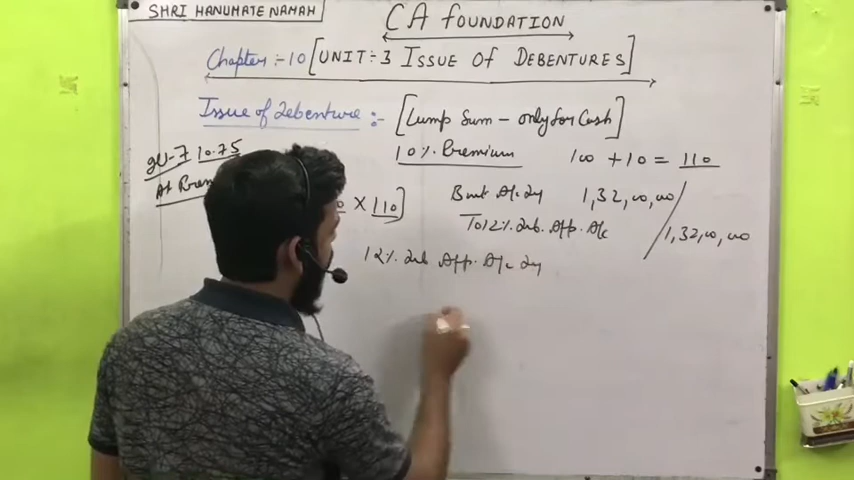 SHRI HANUMATE NAMAH
CA FOUNDATION
Chapter :- 10 [UNIT :- 3 ISSUE OF DEBENTURES]
Issue of Debenture :- [Lump Sum - only for Cash]
10% Premium 100 + 10 = 110
10.75
At
X 110]
Bank A/c Dr 1,32,00,000
To 12% Deb. App. A/c 1,32,00,000
12% Deb App. A/c Dr